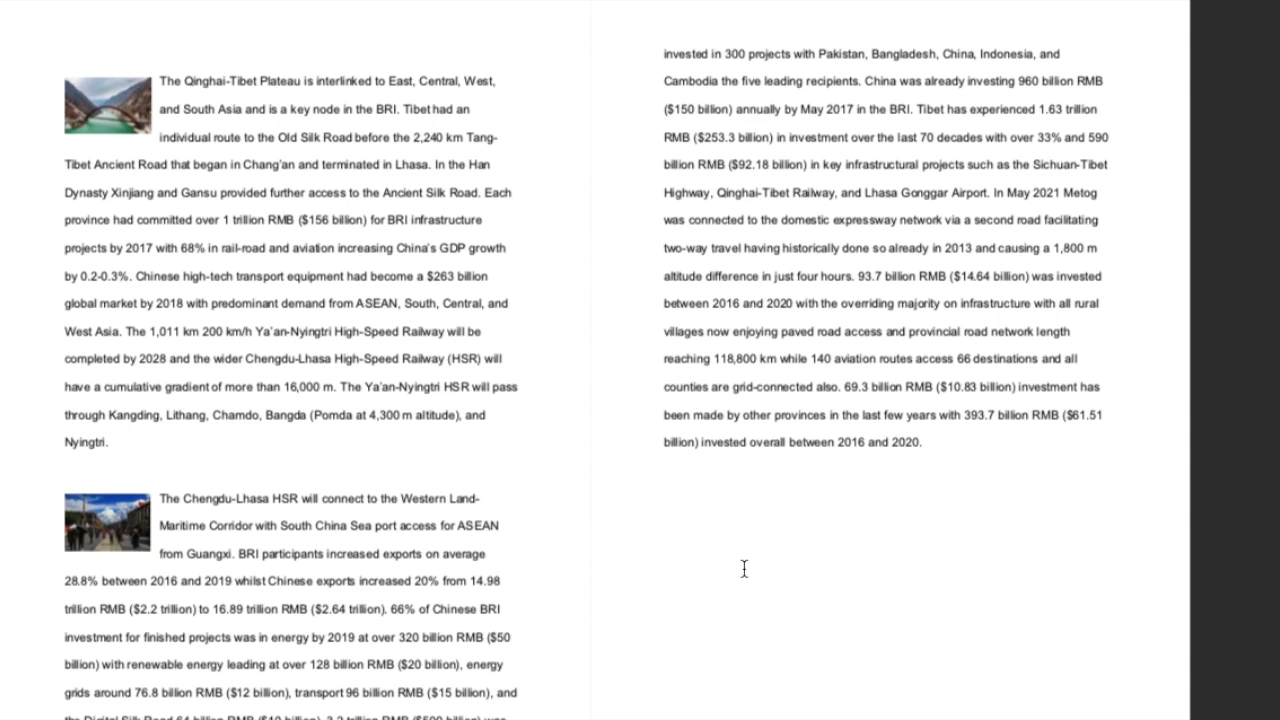 The Qinghai-Tibet Plateau is interlinked to East, Central, West,
and South Asia and is a key node in the BRI. Tibet had an
individual route to the Old Silk Road before the 2,240 km Tang-
Tibet Ancient Road that began in Chang'an and terminated in Lhasa. In the Han
Dynasty Xinjiang and Gansu provided further access to the Ancient Silk Road. Each
province had committed over 1 trillion RMB ($156 billion) for BRI infrastructure
projects by 2017 with 68% in rail-road and aviation increasing China's GDP growth
by 0.2-0.3%. Chinese high-tech transport equipment had become a $263 billion
global market by 2018 with predominant demand from ASEAN, South, Central, and
West Asia. The 1,011 km 200 km/h Ya'an-Nyingtri High-Speed Railway will be
completed by 2028 and the wider Chengdu-Lhasa High-Speed Railway (HSR) will
have a cumulative gradient of more than 16,000 m. The Ya'an-Nyingtri HSR will pass
through Kangding, Lithang, Chamdo, Bangda (Pomda at 4,300 m altitude), and
Nyingtri.
The Chengdu-Lhasa HSR will connect to the Western Land-
Maritime Corridor with South China Sea port access for ASEAN
from Guangxi. BRI participants increased exports on average
28.8% between 2016 and 2019 whilst Chinese exports increased 20% from 14.98
trillion RMB ($2.2 trillion) to 16.89 trillion RMB ($2.64 trillion). 66% of Chinese BRI
investment for finished projects was in energy by 2019 at over 320 billion RMB ($50
billion) with renewable energy leading at over 128 billion RMB ($20 billion), energy
grids around 76.8 billion RMB ($12 billion), transport 96 billion RMB ($15 billion), and
the Digital Silk Road 64 billion RMB ($10 billion). 3.2 trillion RMB ($500 billion) was
invested in 300 projects with Pakistan, Bangladesh, China, Indonesia, and
Cambodia the five leading recipients. China was already investing 960 billion RMB
($150 billion) annually by May 2017 in the BRI. Tibet has experienced 1.63 trillion
RMB ($253.3 billion) in investment over the last 70 decades with over 33% and 590
billion RMB ($92.18 billion) in key infrastructural projects such as the Sichuan-Tibet
Highway, Qinghai-Tibet Railway, and Lhasa Gonggar Airport. In May 2021 Metog
was connected to the domestic expressway network via a second road facilitating
two-way travel having historically done so already in 2013 and causing a 1,800 m
altitude difference in just four hours. 93.7 billion RMB ($14.64 billion) was invested
between 2016 and 2020 with the overriding majority on infrastructure with all rural
villages now enjoying paved road access and provincial road network length
reaching 118,800 km while 140 aviation routes access 66 destinations and all
counties are grid-connected also. 69.3 billion RMB ($10.83 billion) investment has
been made by other provinces in the last few years with 393.7 billion RMB ($61.51
billion) invested overall between 2016 and 2020.